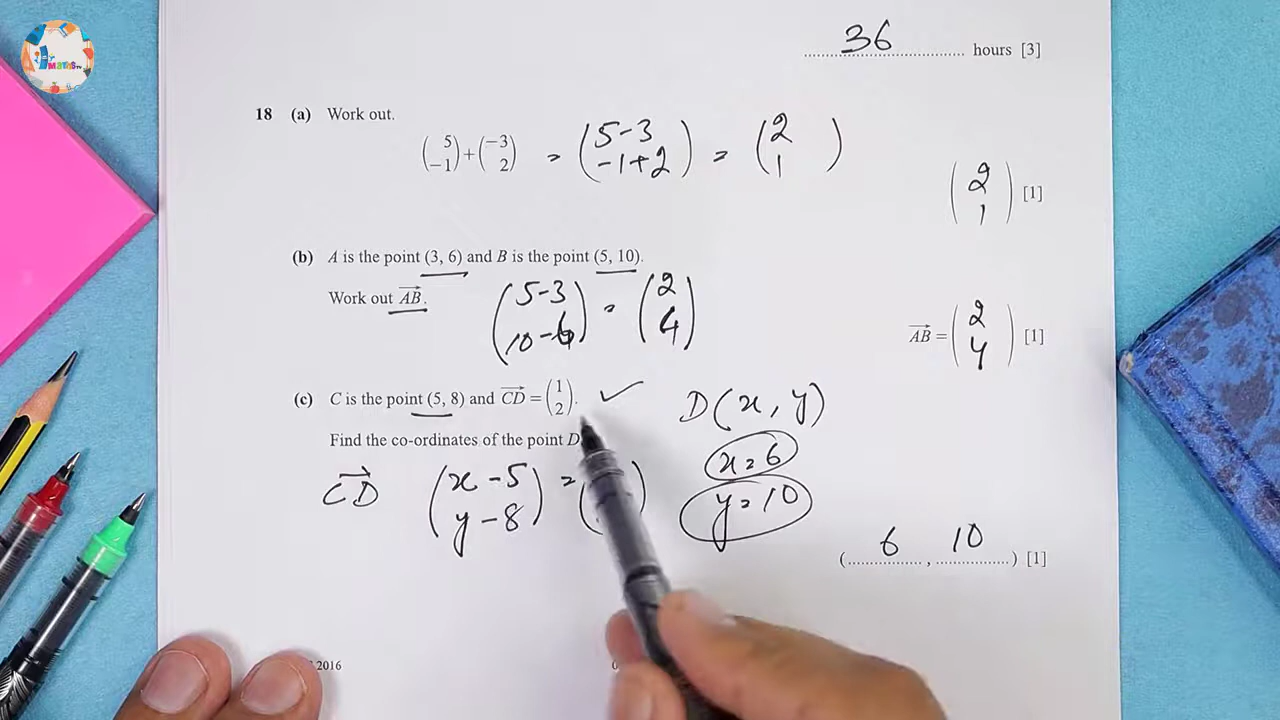 MATHS TV
36
........ hours [3]
18 (a) Work out.
(5 -1) + (-3 2) = (5-3 -1+2) = (2 1)
(2 1) [1]
(b) A is the point (3, 6) and B is the point (5, 10).
Work out AB. (5-3 10-6) = (2 4)
AB = (2 4) [1]
(c) C is the point (5, 8) and CD = (1 2). ✓ D(x, y)
Find the co-ordinates of the point D
x=6
CD (x-5 y-8) =
y=10
(6, 10) [1]
2016